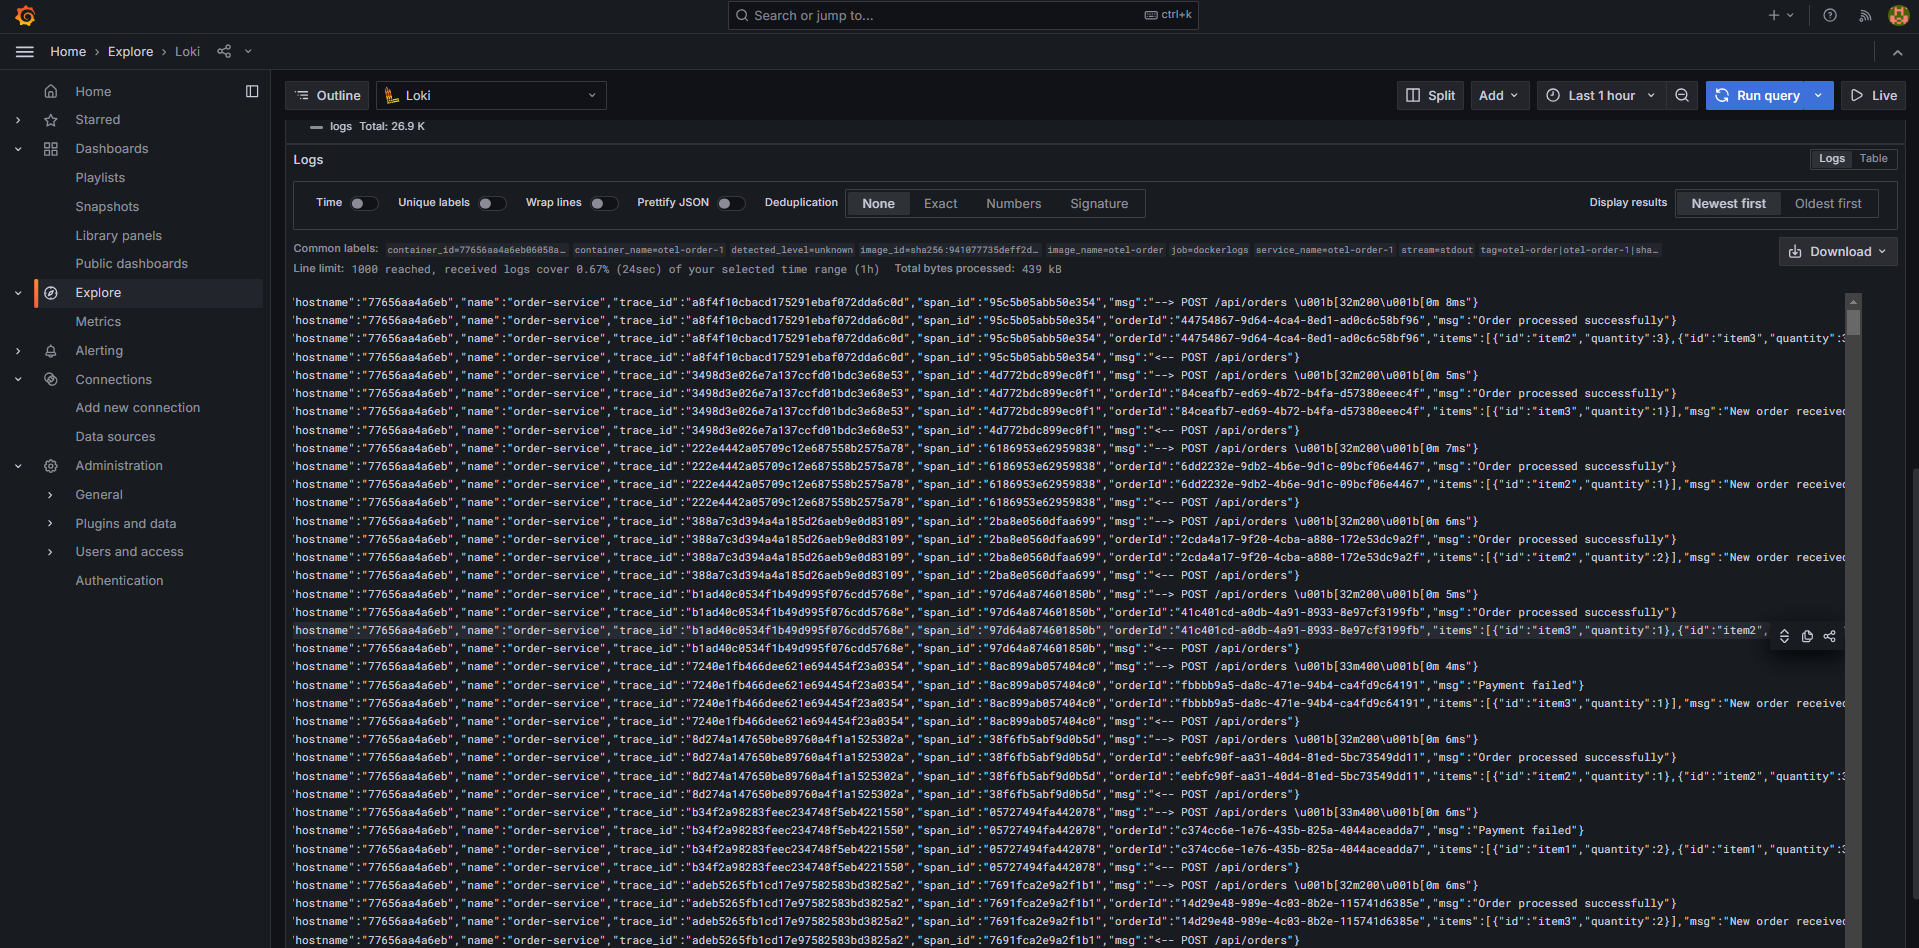 Search or jump to...
ctrl+k
Home › Explore › Loki
Home
Starred
Dashboards
Playlists
Snapshots
Library panels
Public dashboards
Explore
Metrics
Alerting
Connections
Add new connection
Data sources
Administration
General
Plugins and data
Users and access
Authentication
Outline
Loki
Split
Add
Last 1 hour
Run query
Live
logs Total: 26.9 K
Logs
Logs Table
Time
Unique labels
Wrap lines
Prettify JSON
Deduplication
None Exact Numbers Signature
Display results
Newest first Oldest first
Common labels: container_id=77656aa4a6eb06058a… container_name=otel-order-1 detected_level=unknown image_id=sha256:941077735deff2d… image_name=otel-order job=dockerlogs service_name=otel-order-1 stream=stdout tag=otel-order|otel-order-1|sha…
Download
Line limit: 1000 reached, received logs cover 0.67% (24sec) of your selected time range (1h) Total bytes processed: 439 kB
"hostname":"77656aa4a6eb","name":"order-service","trace_id":"a8f4f10cbacd175291ebaf072dda6c0d","span_id":"95c5b05abb50e354","msg":"--> POST /api/orders \u001b[32m200\u001b[0m 8ms"}
"hostname":"77656aa4a6eb","name":"order-service","trace_id":"a8f4f10cbacd175291ebaf072dda6c0d","span_id":"95c5b05abb50e354","orderId":"44754867-9d64-4ca4-8ed1-ad0c6c58bf96","msg":"Order processed successfully"}
"hostname":"77656aa4a6eb","name":"order-service","trace_id":"a8f4f10cbacd175291ebaf072dda6c0d","span_id":"95c5b05abb50e354","orderId":"44754867-9d64-4ca4-8ed1-ad0c6c58bf96","items":[{"id":"item2","quantity":3},{"id":"item3","quantity":3
"hostname":"77656aa4a6eb","name":"order-service","trace_id":"a8f4f10cbacd175291ebaf072dda6c0d","span_id":"95c5b05abb50e354","msg":"<-- POST /api/orders"}
"hostname":"77656aa4a6eb","name":"order-service","trace_id":"3498d3e026e7a137ccfd01bdc3e68e53","span_id":"4d772bdc899ec0f1","msg":"--> POST /api/orders \u001b[32m200\u001b[0m 5ms"}
"hostname":"77656aa4a6eb","name":"order-service","trace_id":"3498d3e026e7a137ccfd01bdc3e68e53","span_id":"4d772bdc899ec0f1","orderId":"84ceafb7-ed69-4b72-b4fa-d57380eeec4f","msg":"Order processed successfully"}
"hostname":"77656aa4a6eb","name":"order-service","trace_id":"3498d3e026e7a137ccfd01bdc3e68e53","span_id":"4d772bdc899ec0f1","orderId":"84ceafb7-ed69-4b72-b4fa-d57380eeec4f","items":[{"id":"item3","quantity":1}],"msg":"New order received
"hostname":"77656aa4a6eb","name":"order-service","trace_id":"3498d3e026e7a137ccfd01bdc3e68e53","span_id":"4d772bdc899ec0f1","msg":"<-- POST /api/orders"}
"hostname":"77656aa4a6eb","name":"order-service","trace_id":"222e4442a05709c12e687558b2575a78","span_id":"6186953e62959838","msg":"--> POST /api/orders \u001b[32m200\u001b[0m 7ms"}
"hostname":"77656aa4a6eb","name":"order-service","trace_id":"222e4442a05709c12e687558b2575a78","span_id":"6186953e62959838","orderId":"6dd2232e-9db2-4b6e-9d1c-09bcf06e4467","msg":"Order processed successfully"}
"hostname":"77656aa4a6eb","name":"order-service","trace_id":"222e4442a05709c12e687558b2575a78","span_id":"6186953e62959838","orderId":"6dd2232e-9db2-4b6e-9d1c-09bcf06e4467","items":[{"id":"item2","quantity":1}],"msg":"New order received
"hostname":"77656aa4a6eb","name":"order-service","trace_id":"222e4442a05709c12e687558b2575a78","span_id":"6186953e62959838","msg":"<-- POST /api/orders"}
"hostname":"77656aa4a6eb","name":"order-service","trace_id":"388a7c3d394a4a185d26aeb9e0d83109","span_id":"2ba8e0560dfaa699","msg":"--> POST /api/orders \u001b[32m200\u001b[0m 6ms"}
"hostname":"77656aa4a6eb","name":"order-service","trace_id":"388a7c3d394a4a185d26aeb9e0d83109","span_id":"2ba8e0560dfaa699","orderId":"2cda4a17-9f20-4cba-a880-172e53dc9a2f","msg":"Order processed successfully"}
"hostname":"77656aa4a6eb","name":"order-service","trace_id":"388a7c3d394a4a185d26aeb9e0d83109","span_id":"2ba8e0560dfaa699","orderId":"2cda4a17-9f20-4cba-a880-172e53dc9a2f","items":[{"id":"item2","quantity":2}],"msg":"New order received
"hostname":"77656aa4a6eb","name":"order-service","trace_id":"388a7c3d394a4a185d26aeb9e0d83109","span_id":"2ba8e0560dfaa699","msg":"<-- POST /api/orders"}
"hostname":"77656aa4a6eb","name":"order-service","trace_id":"b1ad40c0534f1b49d995f076cdd5768e","span_id":"97d64a874601850b","msg":"--> POST /api/orders \u001b[32m200\u001b[0m 5ms"}
"hostname":"77656aa4a6eb","name":"order-service","trace_id":"b1ad40c0534f1b49d995f076cdd5768e","span_id":"97d64a874601850b","orderId":"41c401cd-a0db-4a91-8933-8e97cf3199fb","msg":"Order processed successfully"}
"hostname":"77656aa4a6eb","name":"order-service","trace_id":"b1ad40c0534f1b49d995f076cdd5768e","span_id":"97d64a874601850b","orderId":"41c401cd-a0db-4a91-8933-8e97cf3199fb","items":[{"id":"item3","quantity":1},{"id":"item2",
"hostname":"77656aa4a6eb","name":"order-service","trace_id":"b1ad40c0534f1b49d995f076cdd5768e","span_id":"97d64a874601850b","msg":"<-- POST /api/orders"}
"hostname":"77656aa4a6eb","name":"order-service","trace_id":"7240e1fb466dee621e694454f23a0354","span_id":"8ac899ab057404c0","msg":"--> POST /api/orders \u001b[33m400\u001b[0m 4ms"}
"hostname":"77656aa4a6eb","name":"order-service","trace_id":"7240e1fb466dee621e694454f23a0354","span_id":"8ac899ab057404c0","orderId":"fbbbb9a5-da8c-471e-94b4-ca4fd9c64191","msg":"Payment failed"}
"hostname":"77656aa4a6eb","name":"order-service","trace_id":"7240e1fb466dee621e694454f23a0354","span_id":"8ac899ab057404c0","orderId":"fbbbb9a5-da8c-471e-94b4-ca4fd9c64191","items":[{"id":"item3","quantity":1}],"msg":"New order received
"hostname":"77656aa4a6eb","name":"order-service","trace_id":"7240e1fb466dee621e694454f23a0354","span_id":"8ac899ab057404c0","msg":"<-- POST /api/orders"}
"hostname":"77656aa4a6eb","name":"order-service","trace_id":"8d274a147650be89760a4f1a1525302a","span_id":"38f6fb5abf9d0b5d","msg":"--> POST /api/orders \u001b[32m200\u001b[0m 6ms"}
"hostname":"77656aa4a6eb","name":"order-service","trace_id":"8d274a147650be89760a4f1a1525302a","span_id":"38f6fb5abf9d0b5d","orderId":"eebfc90f-aa31-40d4-81ed-5bc73549dd11","msg":"Order processed successfully"}
"hostname":"77656aa4a6eb","name":"order-service","trace_id":"8d274a147650be89760a4f1a1525302a","span_id":"38f6fb5abf9d0b5d","orderId":"eebfc90f-aa31-40d4-81ed-5bc73549dd11","items":[{"id":"item2","quantity":1},{"id":"item2","quantity":3
"hostname":"77656aa4a6eb","name":"order-service","trace_id":"8d274a147650be89760a4f1a1525302a","span_id":"38f6fb5abf9d0b5d","msg":"<-- POST /api/orders"}
"hostname":"77656aa4a6eb","name":"order-service","trace_id":"b34f2a98283feec234748f5eb4221550","span_id":"05727494fa442078","msg":"--> POST /api/orders \u001b[33m400\u001b[0m 6ms"}
"hostname":"77656aa4a6eb","name":"order-service","trace_id":"b34f2a98283feec234748f5eb4221550","span_id":"05727494fa442078","orderId":"c374cc6e-1e76-435b-825a-4044aceadda7","msg":"Payment failed"}
"hostname":"77656aa4a6eb","name":"order-service","trace_id":"b34f2a98283feec234748f5eb4221550","span_id":"05727494fa442078","orderId":"c374cc6e-1e76-435b-825a-4044aceadda7","items":[{"id":"item1","quantity":2},{"id":"item1","quantity":3
"hostname":"77656aa4a6eb","name":"order-service","trace_id":"b34f2a98283feec234748f5eb4221550","span_id":"05727494fa442078","msg":"<-- POST /api/orders"}
"hostname":"77656aa4a6eb","name":"order-service","trace_id":"adeb5265fb1cd17e97582583bd3825a2","span_id":"7691fca2e9a2f1b1","msg":"--> POST /api/orders \u001b[32m200\u001b[0m 6ms"}
"hostname":"77656aa4a6eb","name":"order-service","trace_id":"adeb5265fb1cd17e97582583bd3825a2","span_id":"7691fca2e9a2f1b1","orderId":"14d29e48-989e-4c03-8b2e-115741d6385e","msg":"Order processed successfully"}
"hostname":"77656aa4a6eb","name":"order-service","trace_id":"adeb5265fb1cd17e97582583bd3825a2","span_id":"7691fca2e9a2f1b1","orderId":"14d29e48-989e-4c03-8b2e-115741d6385e","items":[{"id":"item3","quantity":2}],"msg":"New order received
"hostname":"77656aa4a6eb","name":"order-service","trace_id":"adeb5265fb1cd17e97582583bd3825a2","span_id":"7691fca2e9a2f1b1","msg":"<-- POST /api/orders"}